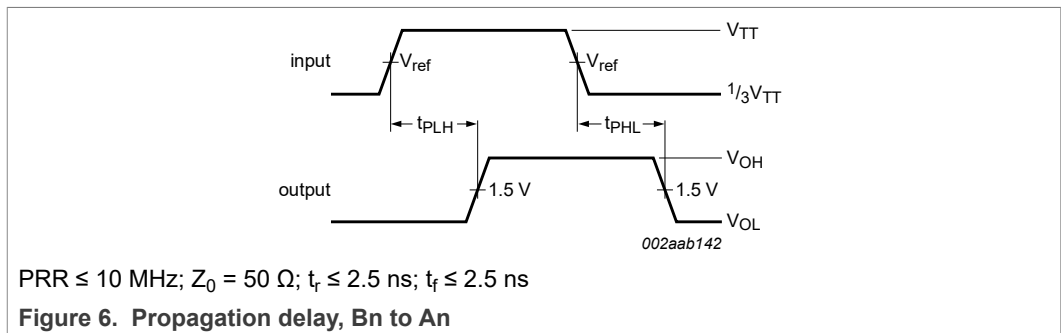 V_TT
input
V_ref
V_ref
1/3V_TT
t_PLH
t_PHL
V_OH
output
1.5 V
1.5 V
V_OL
002aab142
PRR ≤ 10 MHz; Z_0 = 50 Ω; t_r ≤ 2.5 ns; t_f ≤ 2.5 ns
Figure 6. Propagation delay, Bn to An